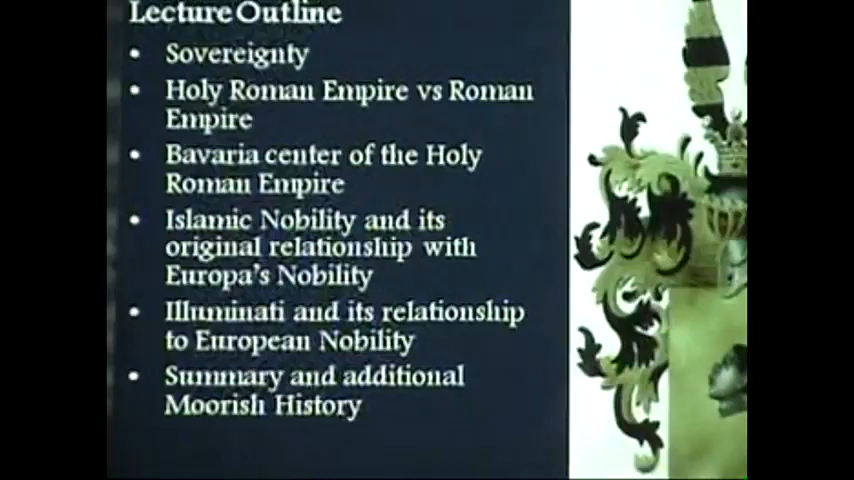 Lecture Outline
• Sovereignty
• Holy Roman Empire vs Roman
Empire
• Bavaria center of the Holy
Roman Empire
• Islamic Nobility and its
original relationship with
Europa's Nobility
• Illuminati and its relationship
to European Nobility
• Summary and additional
Moorish History